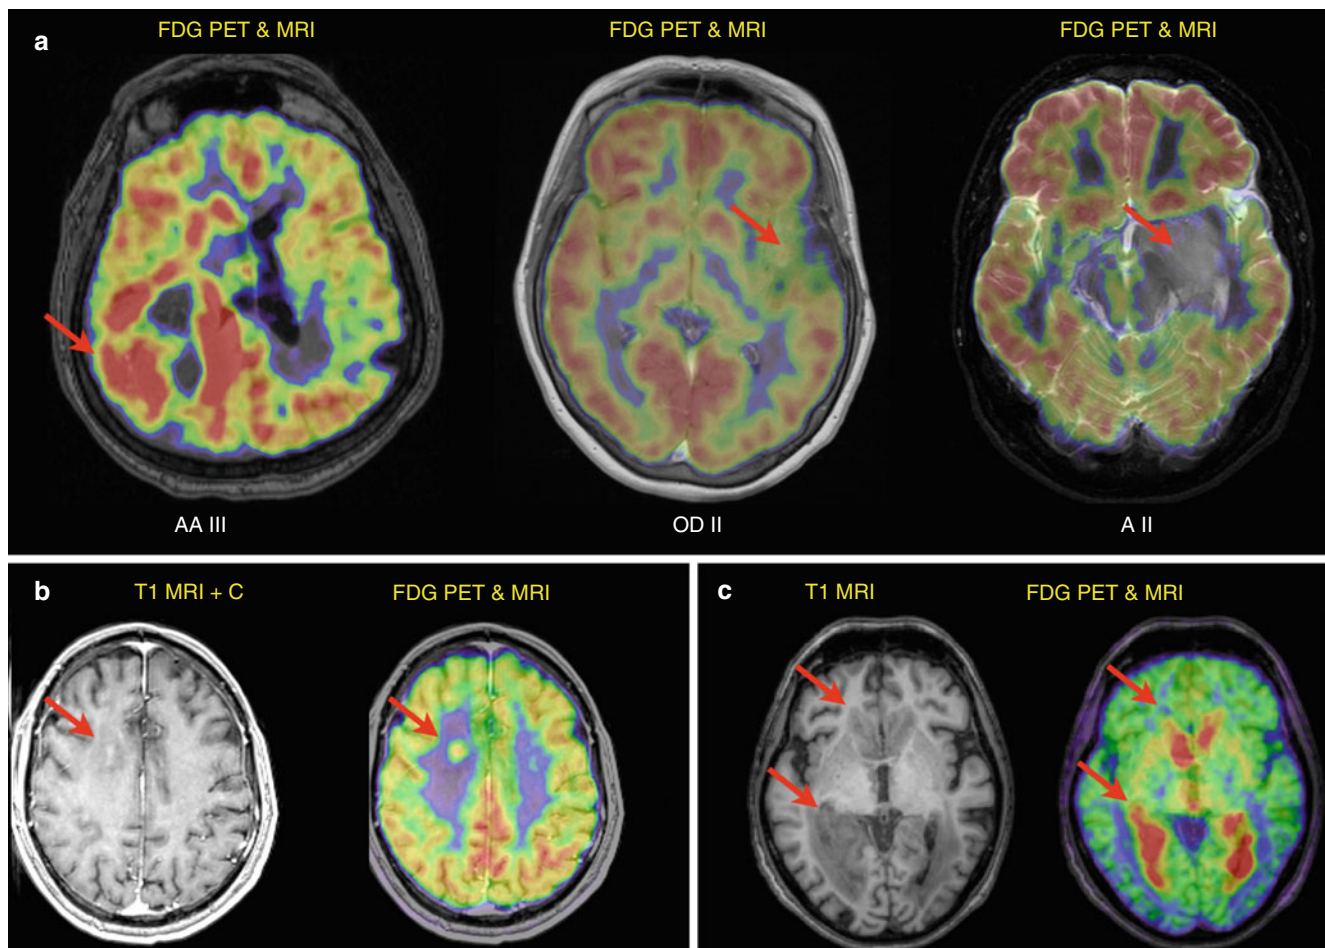 a
FDG PET & MRI
FDG PET & MRI
FDG PET & MRI
AA III
OD II
A II
b
T1 MRI + C
FDG PET & MRI
c
T1 MRI
FDG PET & MRI